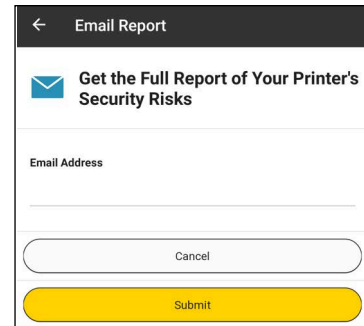 Email Report
Get the Full Report of Your Printer's
Security Risks
Email Address
Cancel
Submit